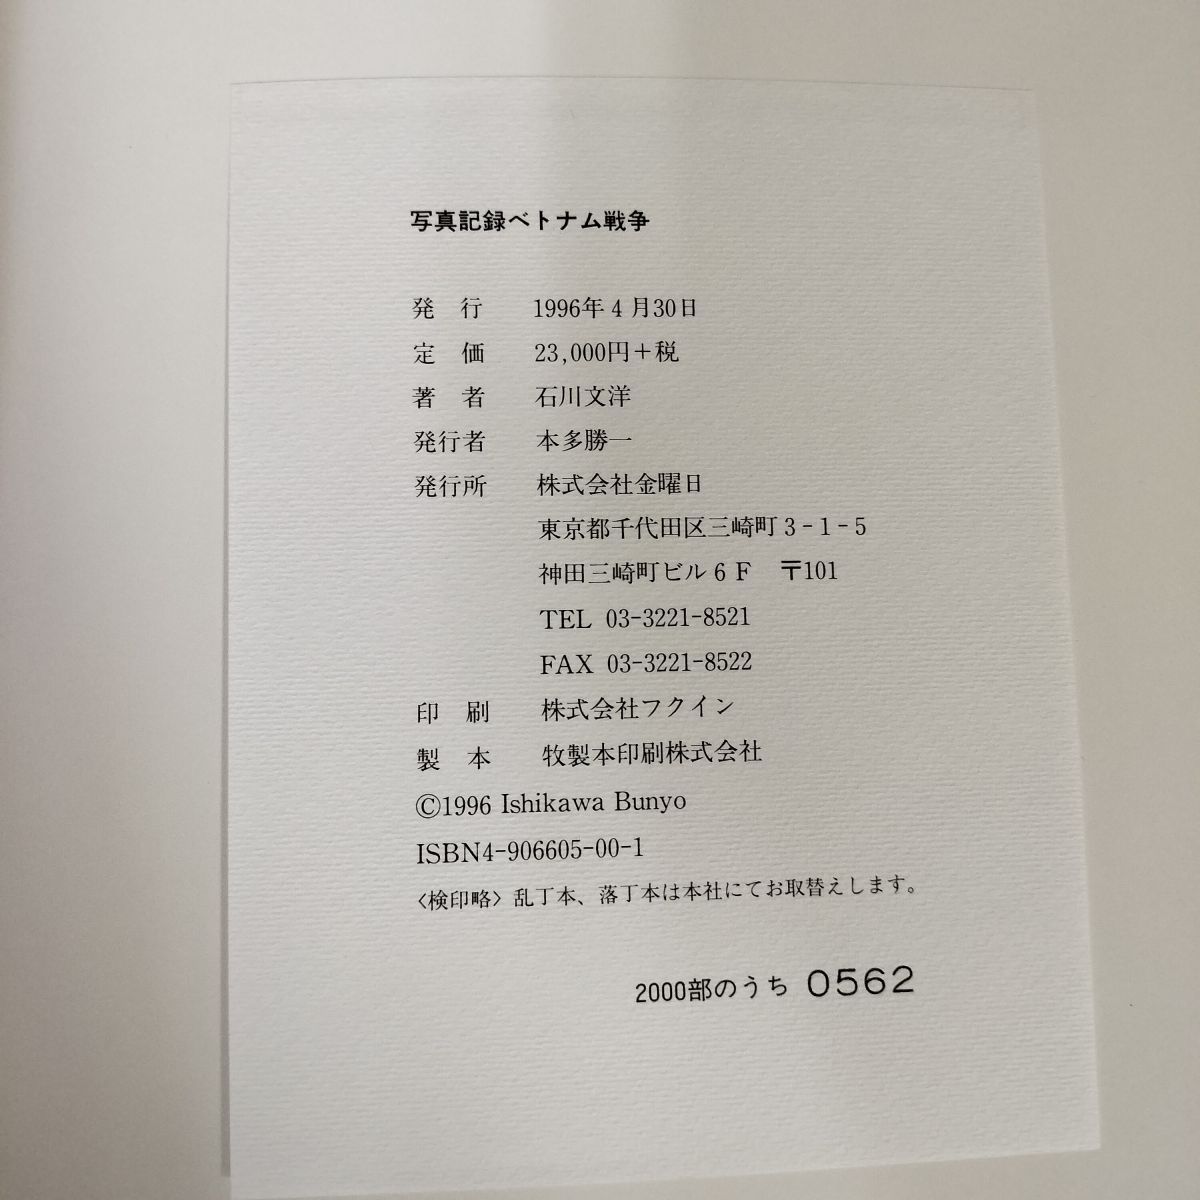 写真記録ベトナム戦争
発　行　1996年4月30日
定　価　23,000円＋税
著　者　石川文洋
発行者　本多勝一
発行所　株式会社金曜日
東京都千代田区三崎町3-1-5
神田三崎町ビル6F　〒101
TEL 03-3221-8521
FAX 03-3221-8522
印　刷　株式会社フクイン
製　本　牧製本印刷株式会社
©1996 Ishikawa Bunyo
ISBN4-906605-00-1
〈検印略〉乱丁本、落丁本は本社にてお取替えします。
2000部のうち 0562